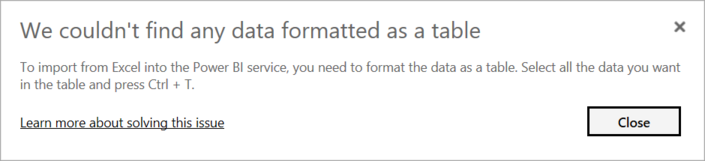 We couldn't find any data formatted as a table
To import from Excel into the Power BI service, you need to format the data as a table. Select all the data you want
in the table and press Ctrl + T.
Learn more about solving this issue
Close